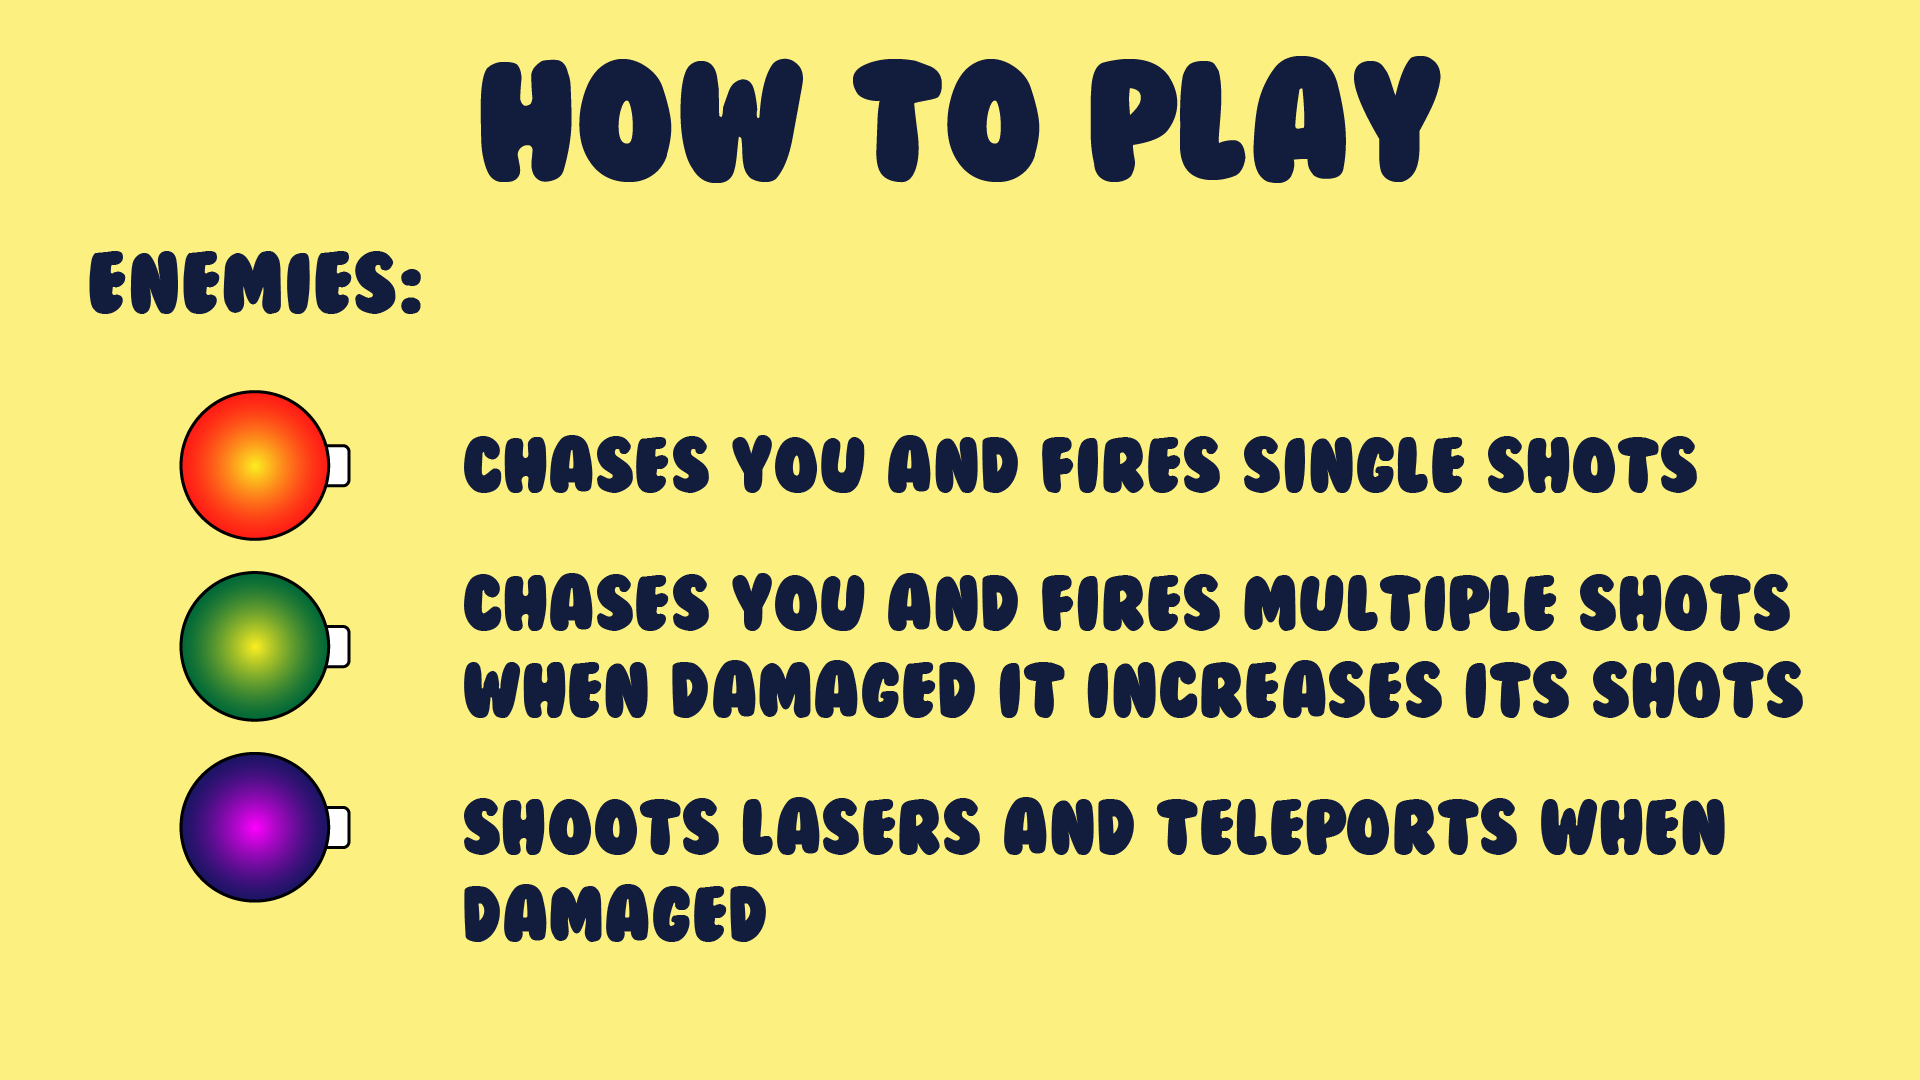 HOW TO PLAY
ENEMIES:
CHASES YOU AND FIRES SINGLE SHOTS
CHASES YOU AND FIRES MULTIPLE SHOTS
WHEN DAMAGED IT INCREASES ITS SHOTS
SHOOTS LASERS AND TELEPORTS WHEN
DAMAGED